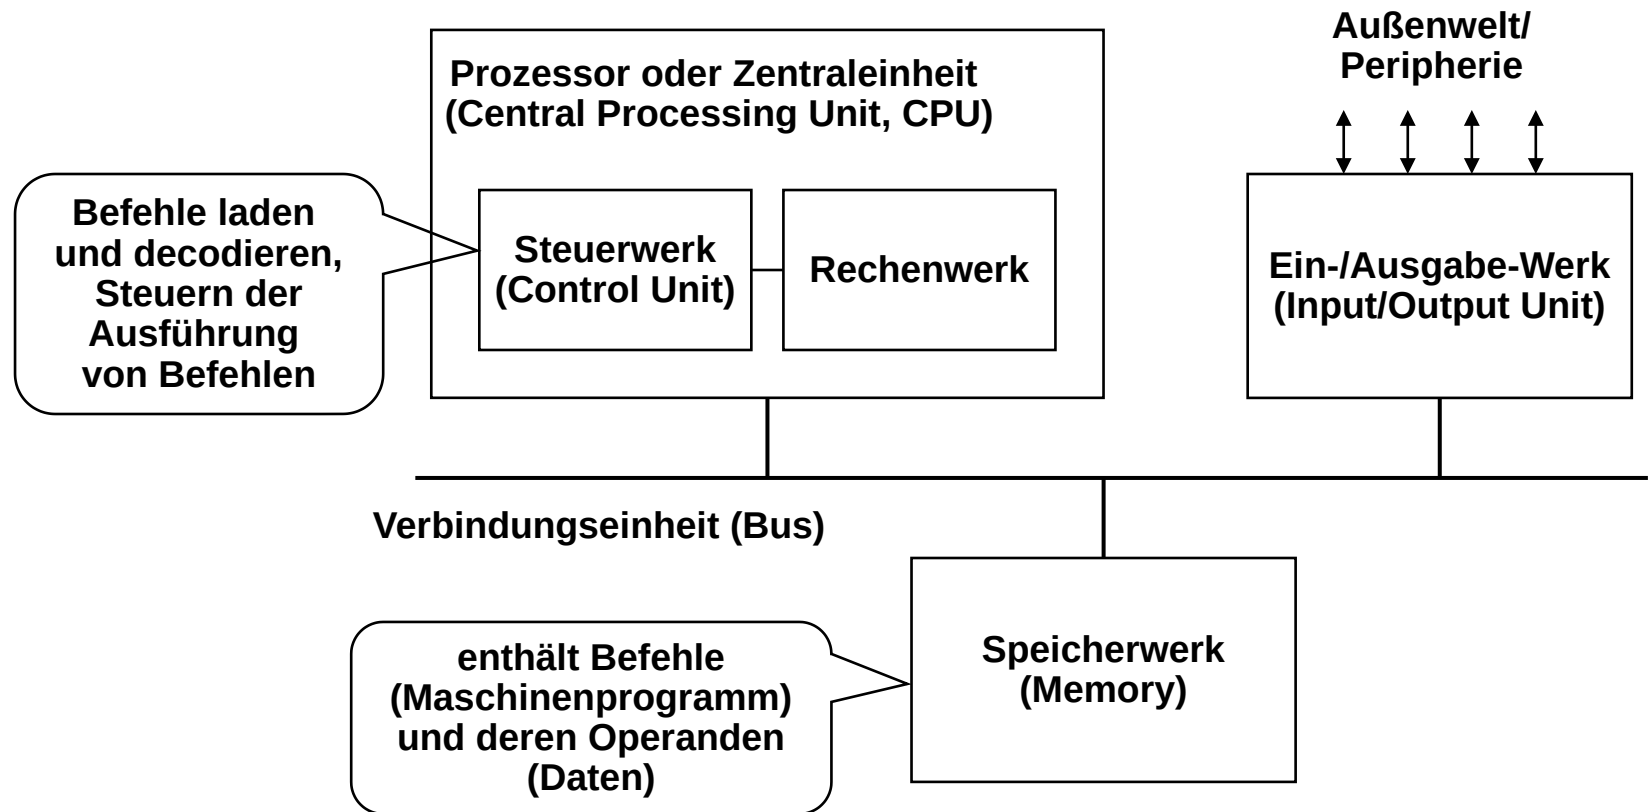 Außenwelt/
Peripherie
Prozessor oder Zentraleinheit
(Central Processing Unit, CPU)
Befehle laden
und decodieren,
Steuern der
Ausführung
von Befehlen
Steuerwerk
(Control Unit)
Rechenwerk
Ein-/Ausgabe-Werk
(Input/Output Unit)
Verbindungseinheit (Bus)
enthält Befehle
(Maschinenprogramm)
und deren Operanden
(Daten)
Speicherwerk
(Memory)